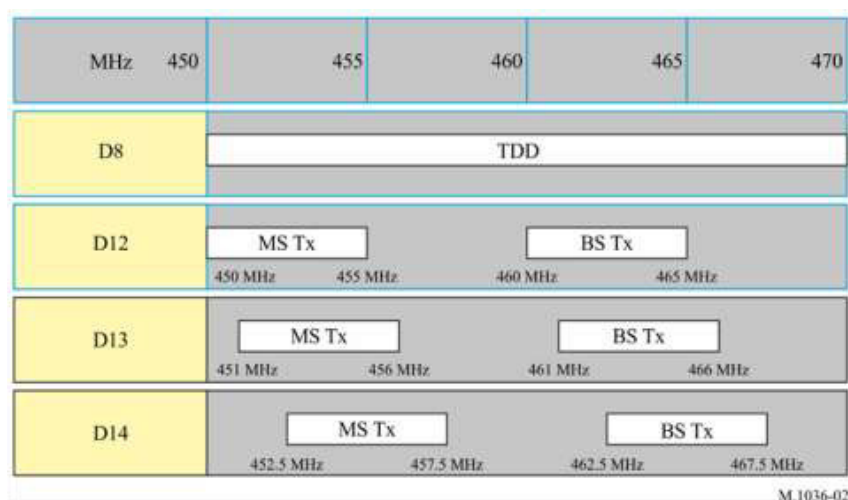 MHz 450 455 460 465 470
D8 TDD
D12 MS Tx BS Tx
450 MHz 455 MHz 460 MHz 465 MHz
D13 MS Tx BS Tx
451 MHz 456 MHz 461 MHz 466 MHz
D14 MS Tx BS Tx
452.5 MHz 457.5 MHz 462.5 MHz 467.5 MHz
M.1036-02